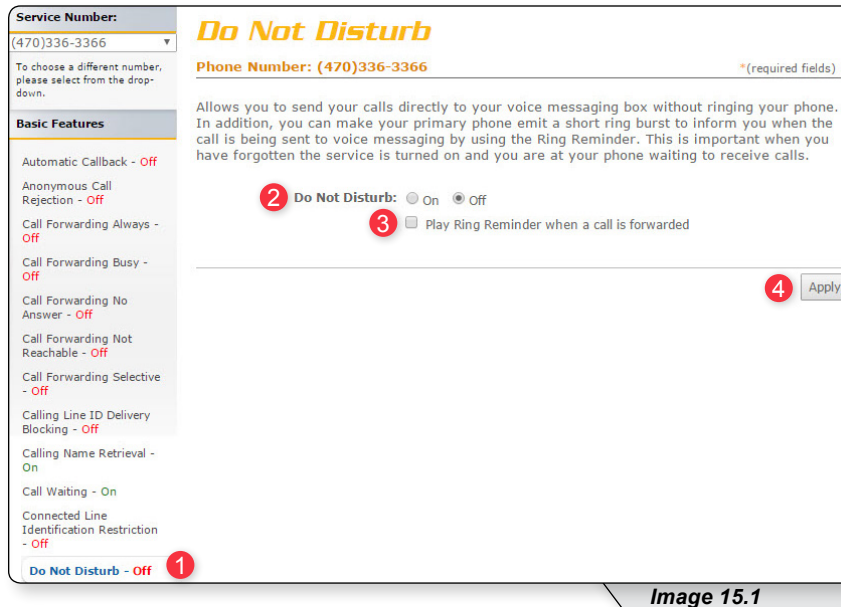 Service Number:
(470)336-3366
To choose a different number,
please select from the drop-
down.
Basic Features
Automatic Callback - Off
Anonymous Call
Rejection - Off
Call Forwarding Always -
Off
Call Forwarding Busy -
Off
Call Forwarding No
Answer - Off
Call Forwarding Not
Reachable - Off
Call Forwarding Selective
- Off
Calling Line ID Delivery
Blocking - Off
Calling Name Retrieval -
On
Call Waiting - On
Connected Line
Identification Restriction
- Off
Do Not Disturb - Off 1
Do Not Disturb
Phone Number: (470)336-3366 *(required fields)
Allows you to send your calls directly to your voice messaging box without ringing your phone.
In addition, you can make your primary phone emit a short ring burst to inform you when the
call is being sent to voice messaging by using the Ring Reminder. This is important when you
have forgotten the service is turned on and you are at your phone waiting to receive calls.
2 Do Not Disturb: On Off
3 Play Ring Reminder when a call is forwarded
4 Apply
Image 15.1